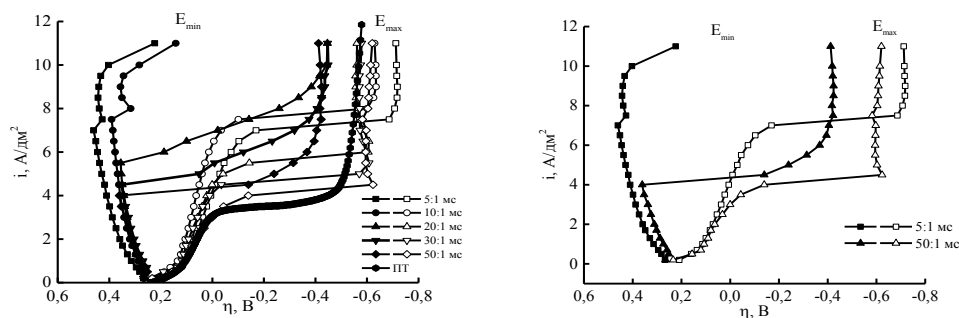 E_min
E_max
12
10
8
6
4
2
0
i, А/дм²
5:1 мс
10:1 мс
20:1 мс
30:1 мс
50:1 мс
ПТ
0,6 0,4 0,2 0,0 -0,2 -0,4 -0,6 -0,8
η, В
E_min
E_max
12
10
8
6
4
2
0
i, А/дм²
5:1 мс
50:1 мс
0,6 0,4 0,2 0,0 -0,2 -0,4 -0,6 -0,8
η, В